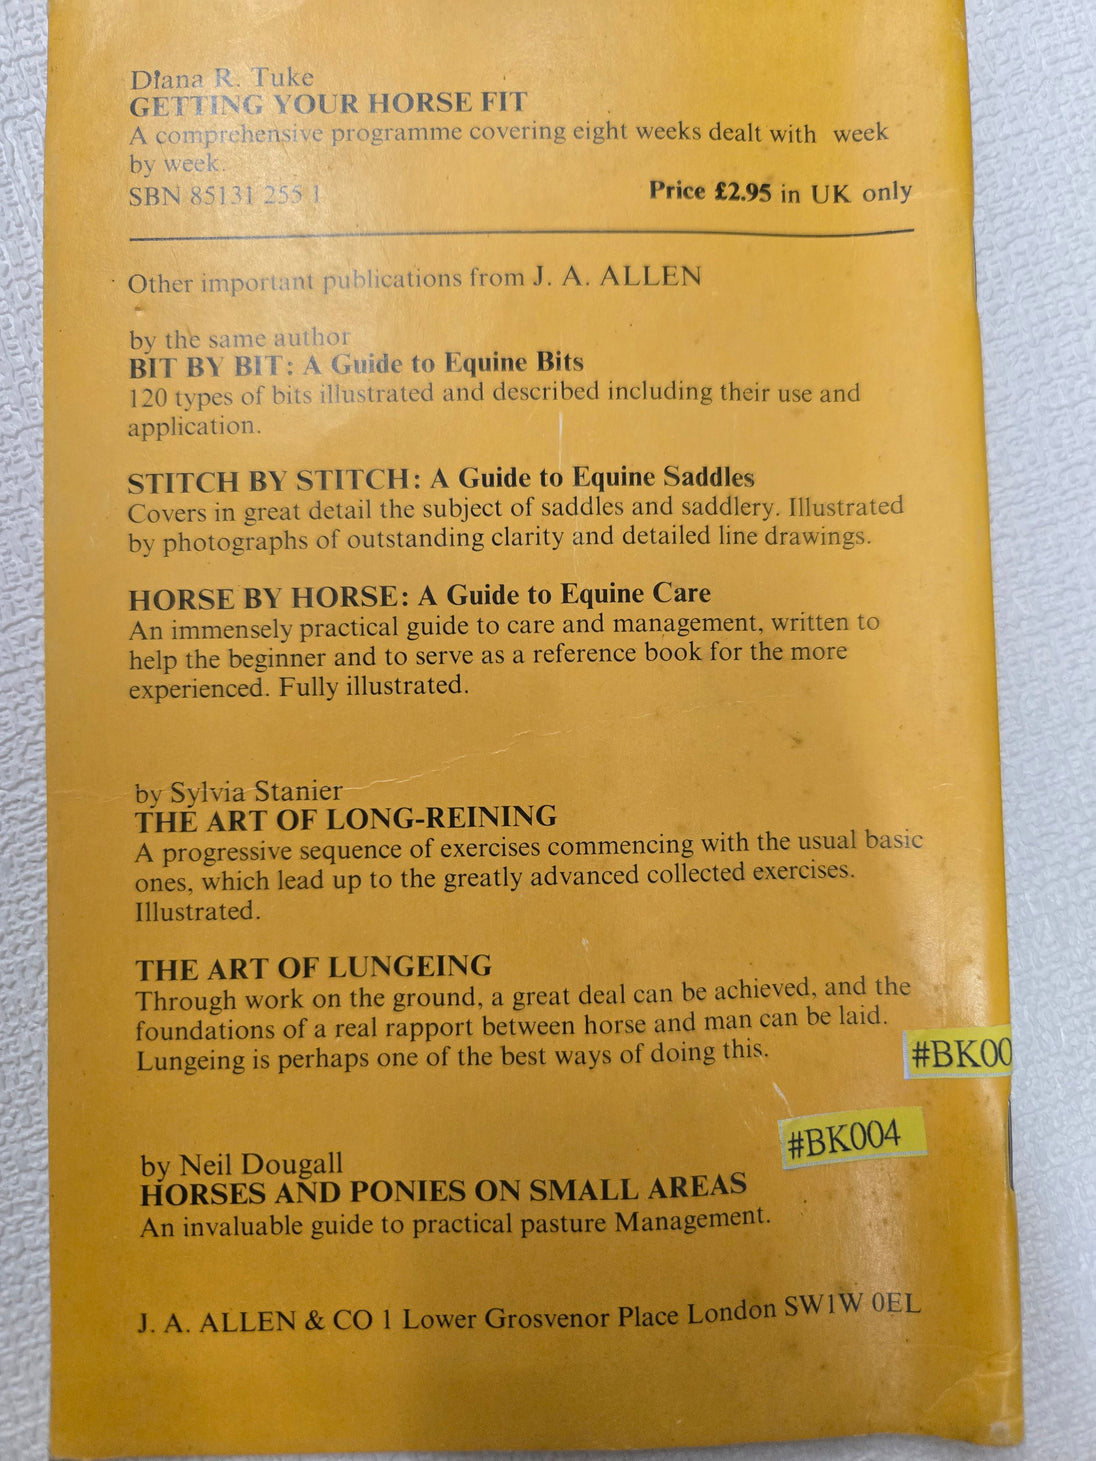 Diana R. Tuke
GETTING YOUR HORSE FIT
A comprehensive programme covering eight weeks dealt with week
by week.
SBN 85131 255 1
Price £2.95 in UK only
Other important publications from J. A. ALLEN
by the same author
BIT BY BIT: A Guide to Equine Bits
120 types of bits illustrated and described including their use and
application.
STITCH BY STITCH: A Guide to Equine Saddles
Covers in great detail the subject of saddles and saddlery. Illustrated
by photographs of outstanding clarity and detailed line drawings.
HORSE BY HORSE: A Guide to Equine Care
An immensely practical guide to care and management, written to
help the beginner and to serve as a reference book for the more
experienced. Fully illustrated.
by Sylvia Stanier
THE ART OF LONG-REINING
A progressive sequence of exercises commencing with the usual basic
ones, which lead up to the greatly advanced collected exercises.
Illustrated.
THE ART OF LUNGEING
Through work on the ground, a great deal can be achieved, and the
foundations of a real rapport between horse and man can be laid.
Lungeing is perhaps one of the best ways of doing this.
#BK00
#BK004
by Neil Dougall
HORSES AND PONIES ON SMALL AREAS
An invaluable guide to practical pasture Management.
J. A. ALLEN & CO 1 Lower Grosvenor Place London SW1W 0EL